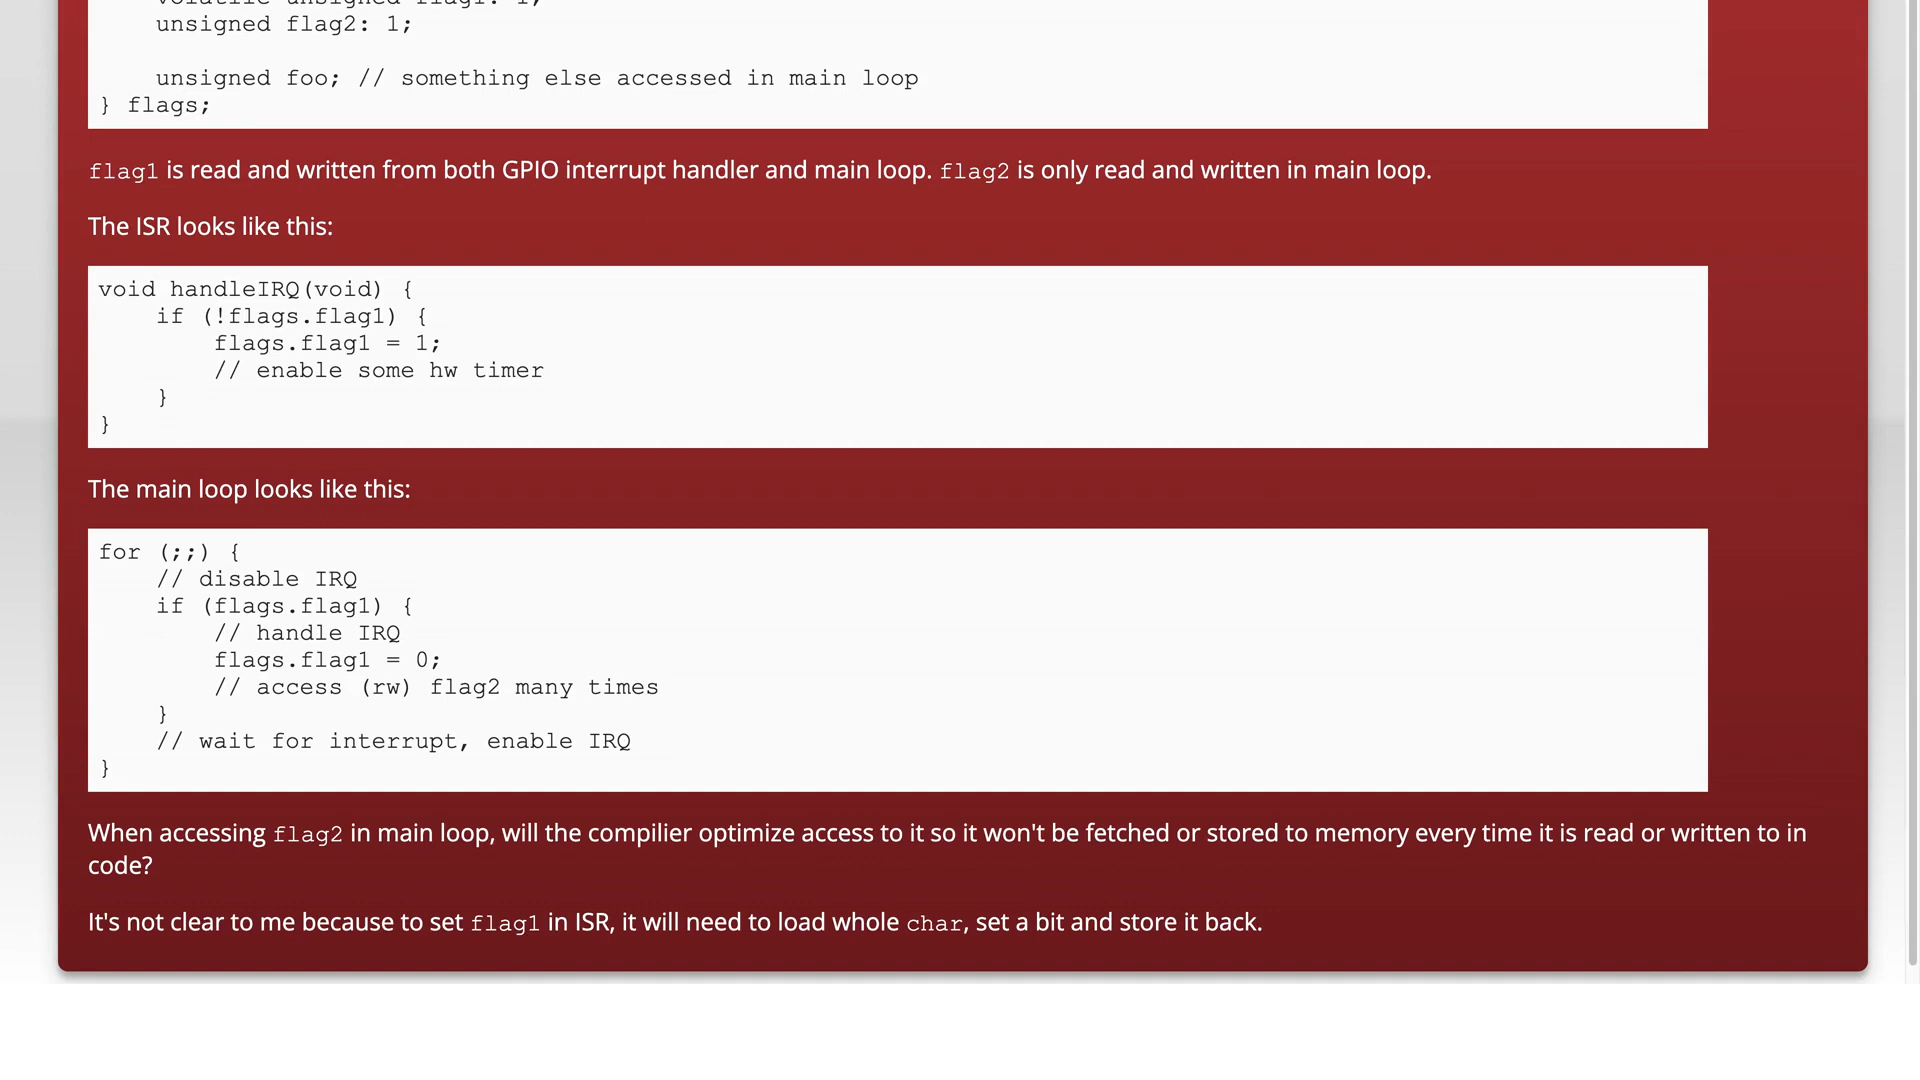 volatile unsigned flag1: 1;
unsigned flag2: 1;
unsigned foo; // something else accessed in main loop
} flags;
flag1 is read and written from both GPIO interrupt handler and main loop. flag2 is only read and written in main loop.
The ISR looks like this:
void handleIRQ(void) {
if (!flags.flag1) {
flags.flag1 = 1;
// enable some hw timer
}
}
The main loop looks like this:
for (;;) {
// disable IRQ
if (flags.flag1) {
// handle IRQ
flags.flag1 = 0;
// access (rw) flag2 many times
}
// wait for interrupt, enable IRQ
}
When accessing flag2 in main loop, will the compilier optimize access to it so it won't be fetched or stored to memory every time it is read or written to in
code?
It's not clear to me because to set flag1 in ISR, it will need to load whole char, set a bit and store it back.